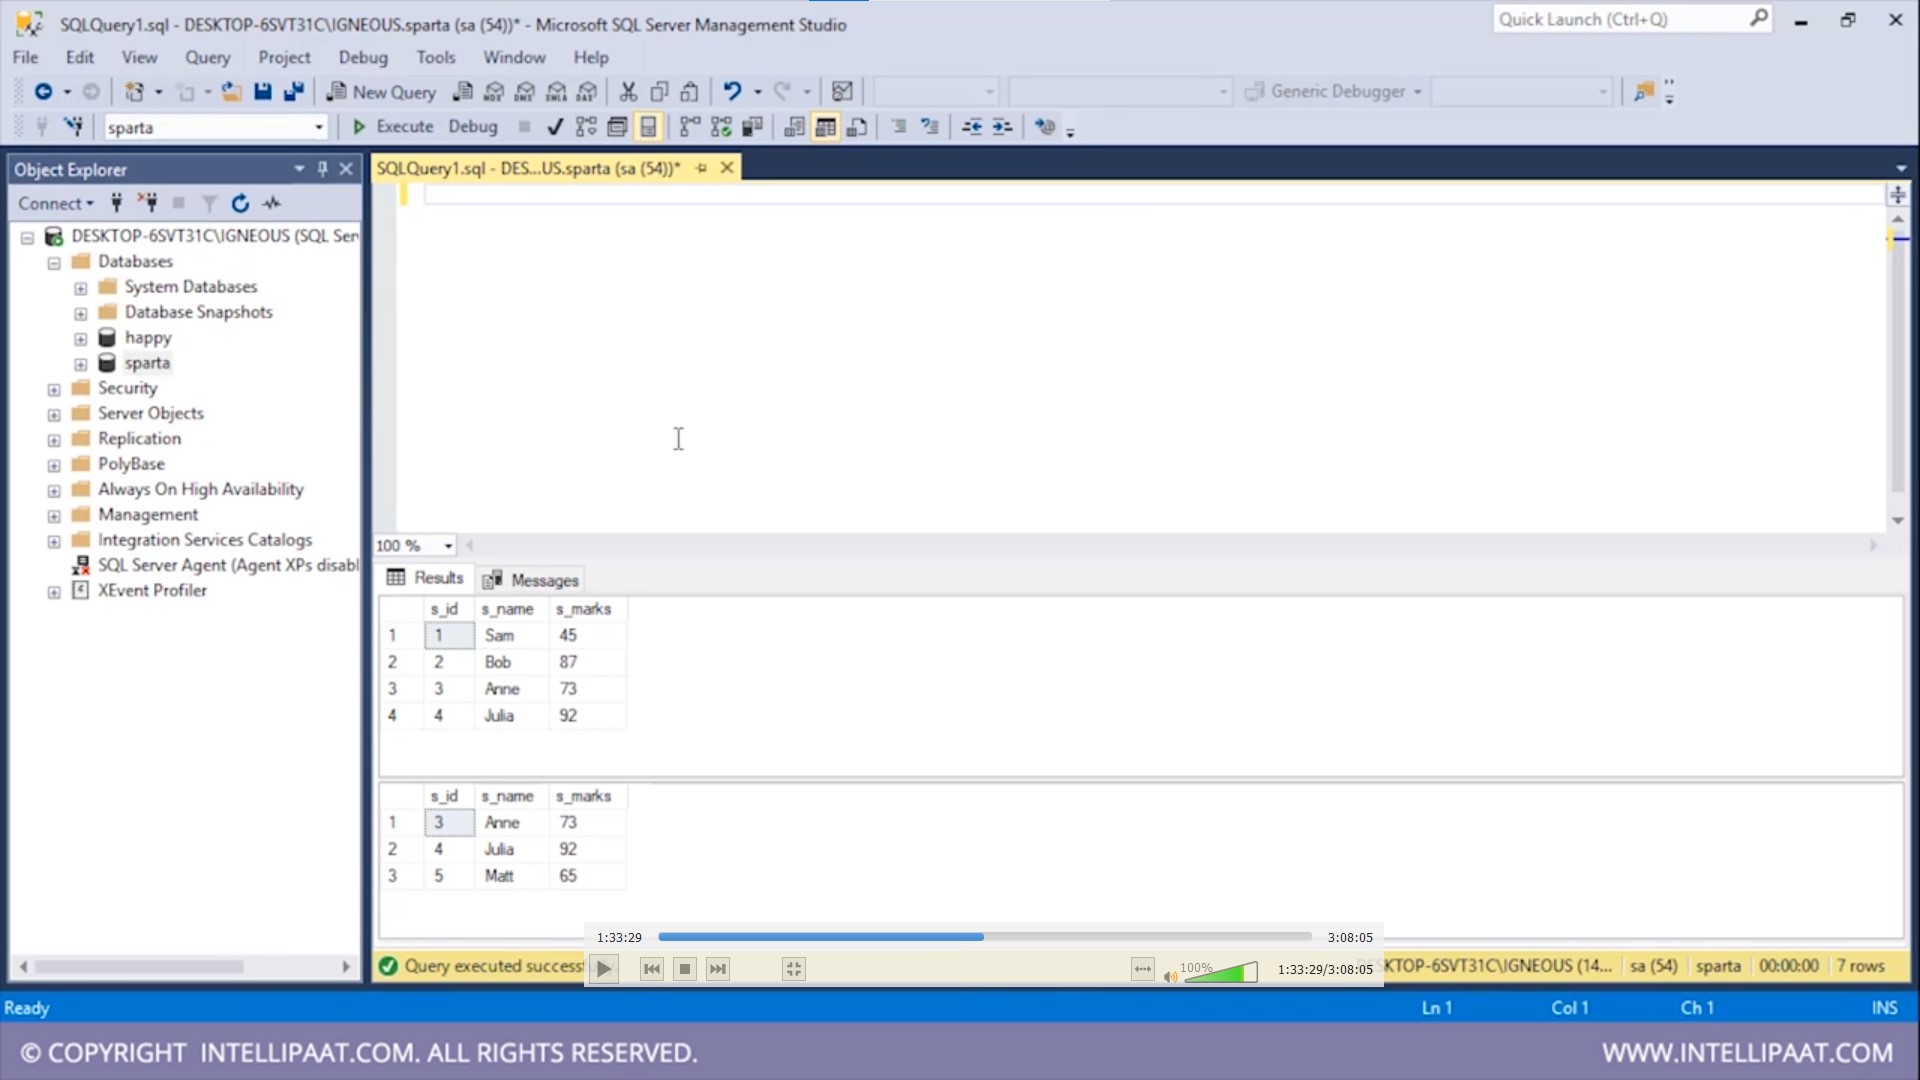 SQLQuery1.sql - DESKTOP-6SVT31C\IGNEOUS.sparta (sa (54))* - Microsoft SQL Server Management Studio
Quick Launch (Ctrl+Q)
File Edit View Query Project Debug Tools Window Help
New Query MDX DMX XMLA DAX Generic Debugger
sparta Execute Debug
Object Explorer
SQLQuery1.sql - DES...US.sparta (sa (54))*
Connect
DESKTOP-6SVT31C\IGNEOUS (SQL Ser
Databases
System Databases
Database Snapshots
happy
sparta
Security
Server Objects
Replication
PolyBase
Always On High Availability
Management
Integration Services Catalogs
SQL Server Agent (Agent XPs disabl
XEvent Profiler
100 %
Results Messages
s_id s_name s_marks
1 1 Sam 45
2 2 Bob 87
3 3 Anne 73
4 4 Julia 92
s_id s_name s_marks
1 3 Anne 73
2 4 Julia 92
3 5 Matt 65
1:33:29 3:08:05
Query executed success 100% 1:33:29/3:08:05 KTOP-6SVT31C\IGNEOUS (14... sa (54) sparta 00:00:00 7 rows
Ready Ln 1 Col 1 Ch 1 INS
© COPYRIGHT INTELLIPAAT.COM. ALL RIGHTS RESERVED. WWW.INTELLIPAAT.COM